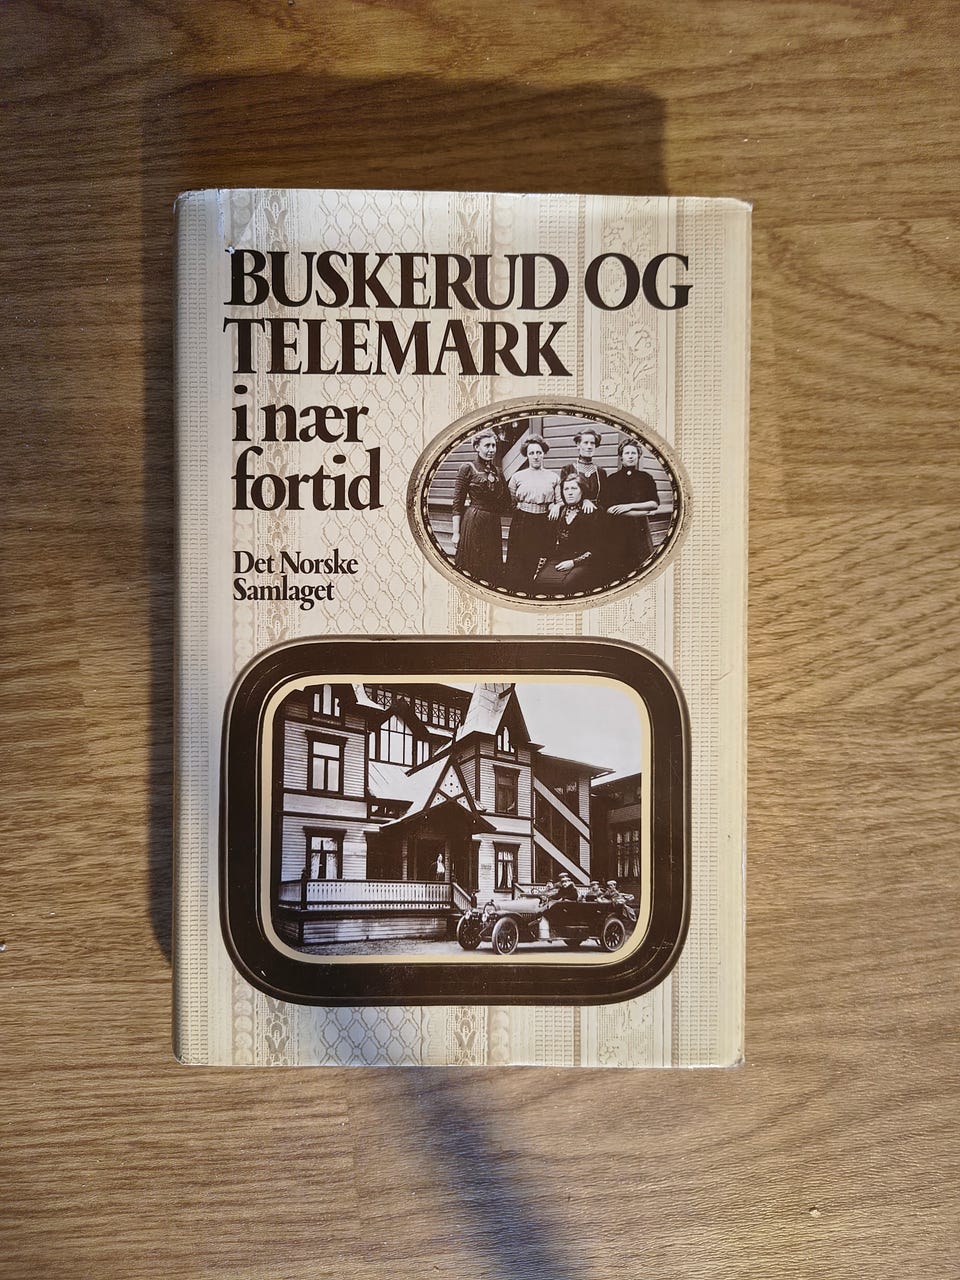 BUSKERUD OG
TELEMARK
i nær
fortid
Det Norske
Samlaget